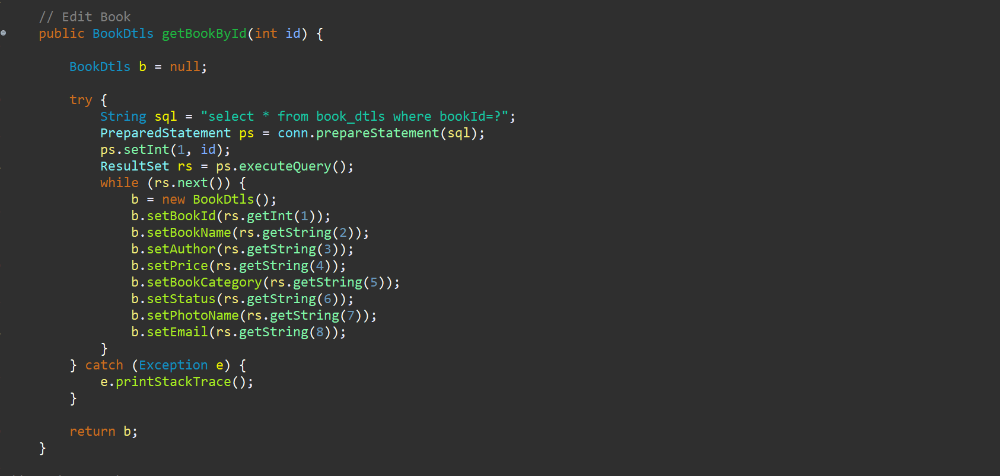 // Edit Book
public BookDtls getBookById(int id) {
BookDtls b = null;
try {
String sql = "select * from book_dtls where bookId=?";
PreparedStatement ps = conn.prepareStatement(sql);
ps.setInt(1, id);
ResultSet rs = ps.executeQuery();
while (rs.next()) {
b = new BookDtls();
b.setBookId(rs.getInt(1));
b.setBookName(rs.getString(2));
b.setAuthor(rs.getString(3));
b.setPrice(rs.getString(4));
b.setBookCategory(rs.getString(5));
b.setStatus(rs.getString(6));
b.setPhotoName(rs.getString(7));
b.setEmail(rs.getString(8));
}
} catch (Exception e) {
e.printStackTrace();
}
return b;
}